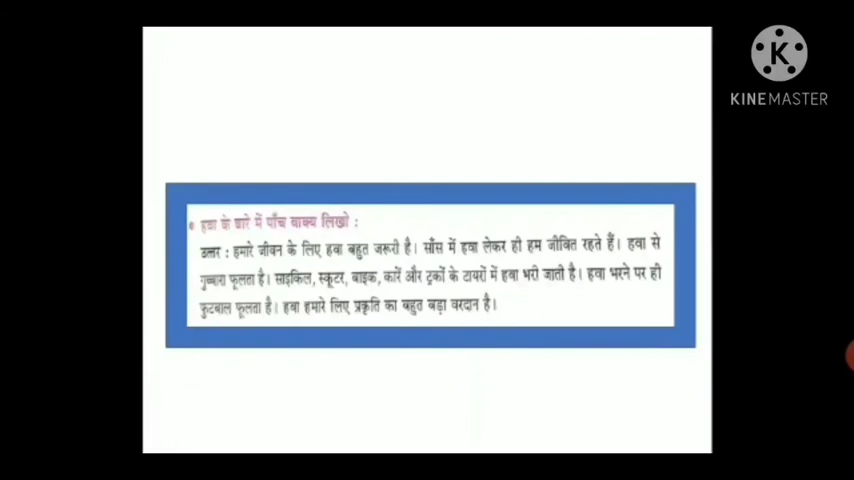 हवा के बारे में पाँच वाक्य लिखो :
उत्तर : हमारे जीवन के लिए हवा बहुत जरूरी है। साँस में हवा लेकर ही हम जीवित रहते हैं। हवा से
गुब्बारा फूलता है। साइकिल, स्कूटर, बाइक, कारें और ट्रकों के टायरों में हवा भरी जाती है। हवा भरने पर ही
फुटबाल फूलता है। हवा हमारे लिए प्रकृति का बहुत बड़ा वरदान है।
K
KINEMASTER